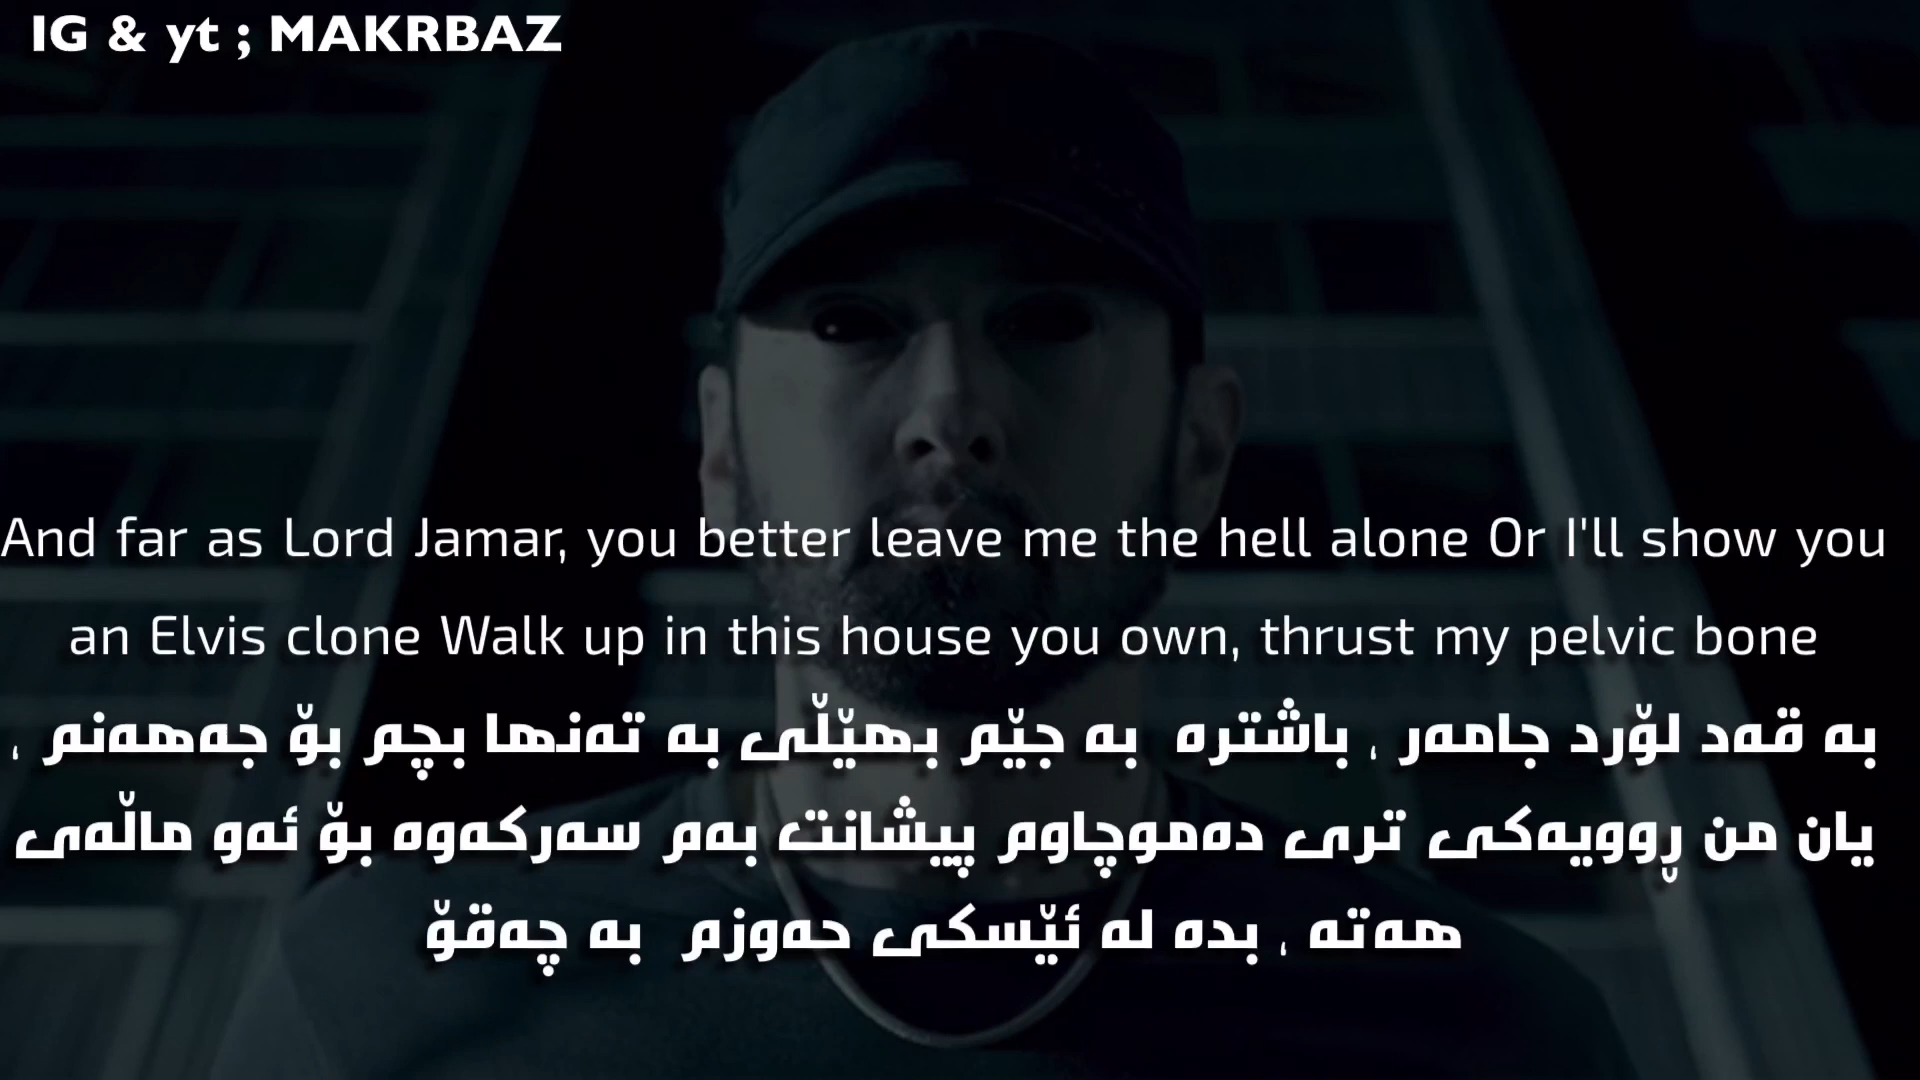 IG & yt ; MAKRBAZ
And far as Lord Jamar, you better leave me the hell alone Or I'll show you
an Elvis clone Walk up in this house you own, thrust my pelvic bone
بە قەد لۆرد جامەر ، باشترە بە جێم بهێڵی بە تەنها بچم بۆ جەهەنم ،
یان من ڕوویەکی تری دەموچاوم پیشانت بەم سەرکەوە بۆ ئەو ماڵەی
هەتە ، بدە لە ئێسکی حەوزم بە چەقۆ